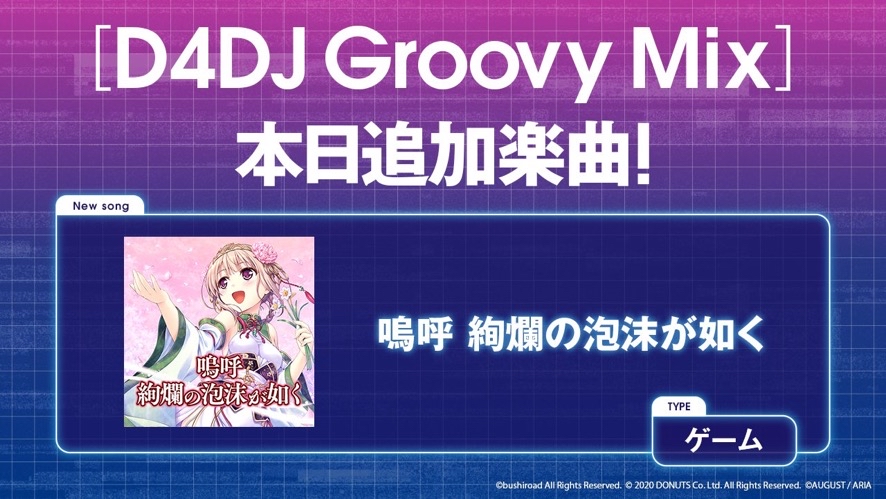 [D4DJ Groovy Mix]
本日追加楽曲!
New song
嗚呼
絢爛の泡沫が如く
嗚呼 絢爛の泡沫が如く
TYPE
ゲーム
©bushiroad All Rights Reserved. © 2020 DONUTS Co. Ltd. All Rights Reserved. ©AUGUST / ARIA